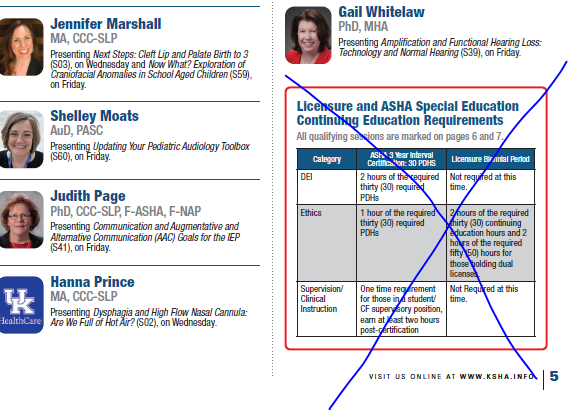 Jennifer Marshall
MA, CCC-SLP
Presenting Next Steps: Cleft Lip and Palate Birth to 3
(S03), on Wednesday and Now What? Exploration of
Craniofacial Anomalies in School Aged Children (S59),
on Friday.
Shelley Moats
AuD, PASC
Presenting Updating Your Pediatric Audiology Toolbox
(S60), on Friday.
Judith Page
PhD, CCC-SLP, F-ASHA, F-NAP
Presenting Communication and Augmentative and
Alternative Communication (AAC) Goals for the IEP
(S41), on Friday.
UK
HealthCare
Hanna Prince
MA, CCC-SLP
Presenting Dysphagia and High Flow Nasal Cannula:
Are We Full of Hot Air? (S02), on Wednesday.
Gail Whitelaw
PhD, MHA
Presenting Amplification and Functional Hearing Loss:
Technology and Normal Hearing (S39), on Friday.
Licensure and ASHA Special Education
Continuing Education Requirements
All qualifying sessions are marked on pages 6 and 7.
Category
ASHA 3 Year Interval
Certification: 30 PDHS
Licensure Biennial Period
DEI
2 hours of the required
thirty (30) required
PDHs
Not required at this
time.
Ethics
1 hour of the required
thirty (30) required
PDHs
2 hours of the required
thirty (30) continuing
education hours and 2
hours of the required
fifty (50) hours for
those holding dual
licenses.
Supervision/
Clinical
Instruction
One time requirement
for those in a student/
CF supervisory position,
earn at least two hours
post-certification
Not Required at this
time.
VISIT US ONLINE AT WWW.KSHA.INFO
5